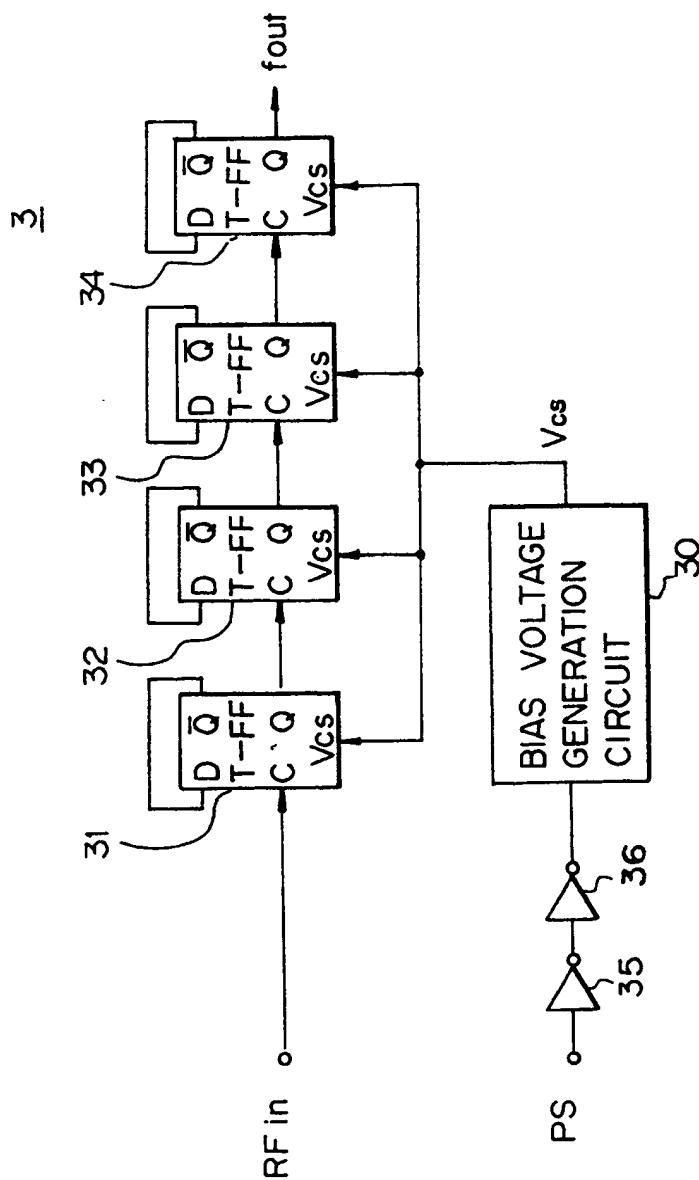 3
31
32
33
34
D Q̅
T-FF
C Q
Vcs
D Q̅
T-FF
C Q
Vcs
D Q̅
T-FF
C Q
Vcs
D Q̅
T-FF
C Q
Vcs
RF in
fout
Vcs
PS
35
36
BIAS VOLTAGE
GENERATION
CIRCUIT
30